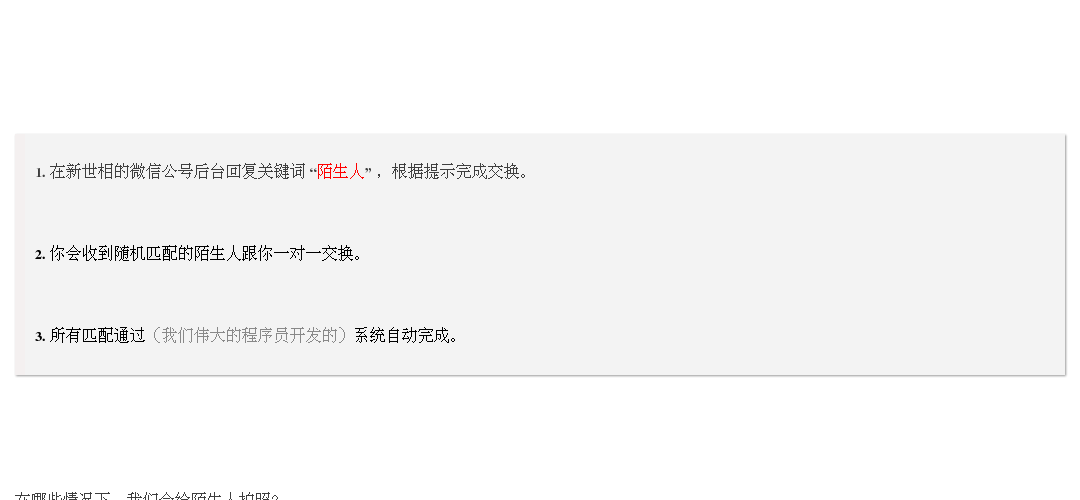 1. 在新世相的微信公号后台回复关键词 “陌生人” ，根据提示完成交换。
2. 你会收到随机匹配的陌生人跟你一对一交换。
3. 所有匹配通过（我们伟大的程序员开发的）系统自动完成。
在哪些情况下，我们会给陌生人拍照？